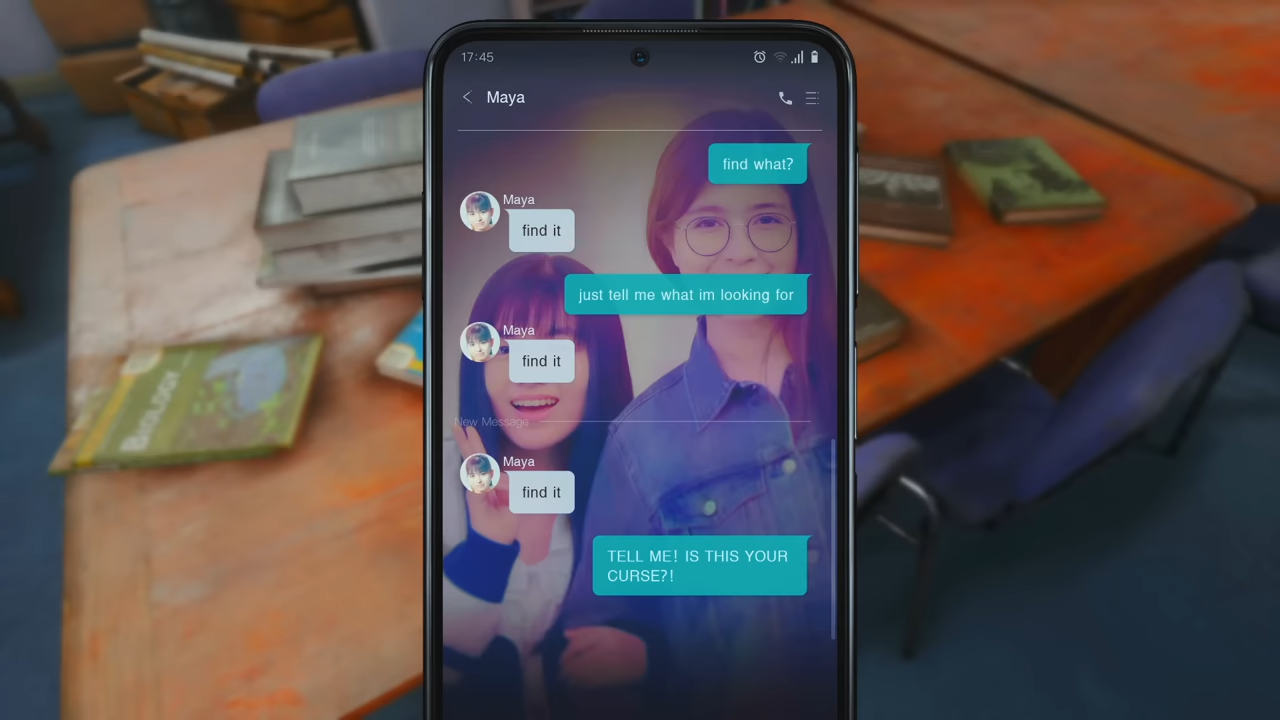 17:45
Maya
find what?
Maya
find it
just tell me what im looking for
Maya
find it
New Message
Maya
find it
TELL ME! IS THIS YOUR
CURSE?!
BIOLOGY